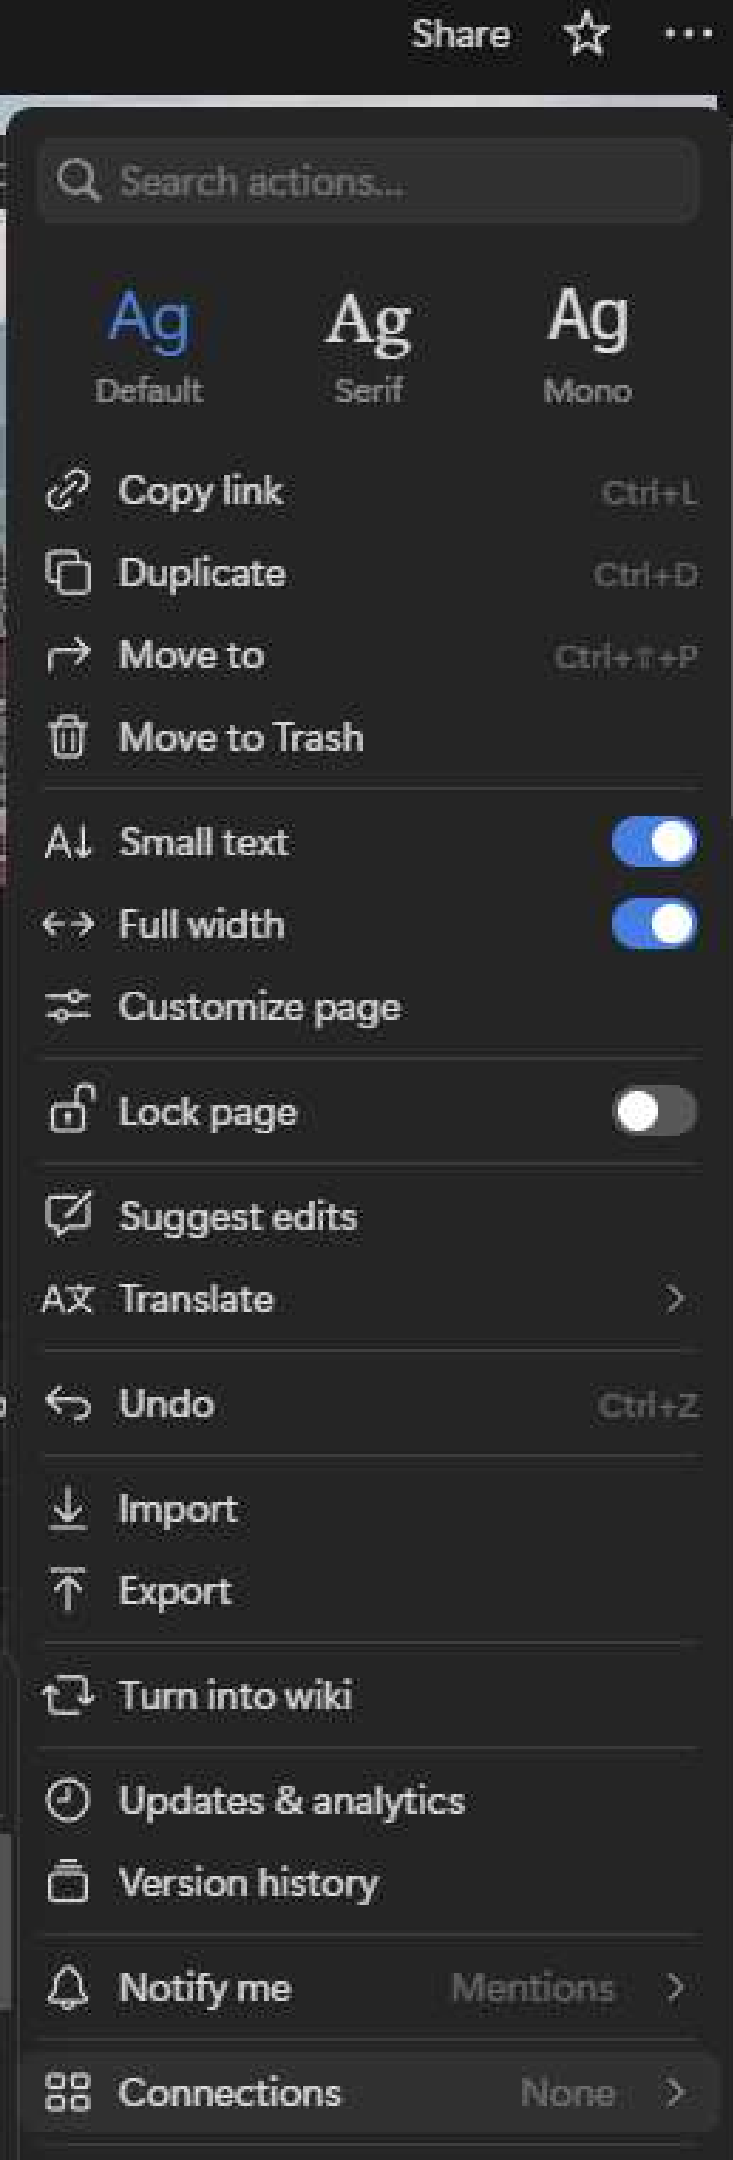 Share
Search actions...
Ag Ag Ag
Default Serif Mono
Copy link Ctrl+L
Duplicate Ctrl+D
Move to Ctrl+⇧+P
Move to Trash
Small text
Full width
Customize page
Lock page
Suggest edits
Translate
Undo Ctrl+Z
Import
Export
Turn into wiki
Updates & analytics
Version history
Notify me Mentions
Connections None